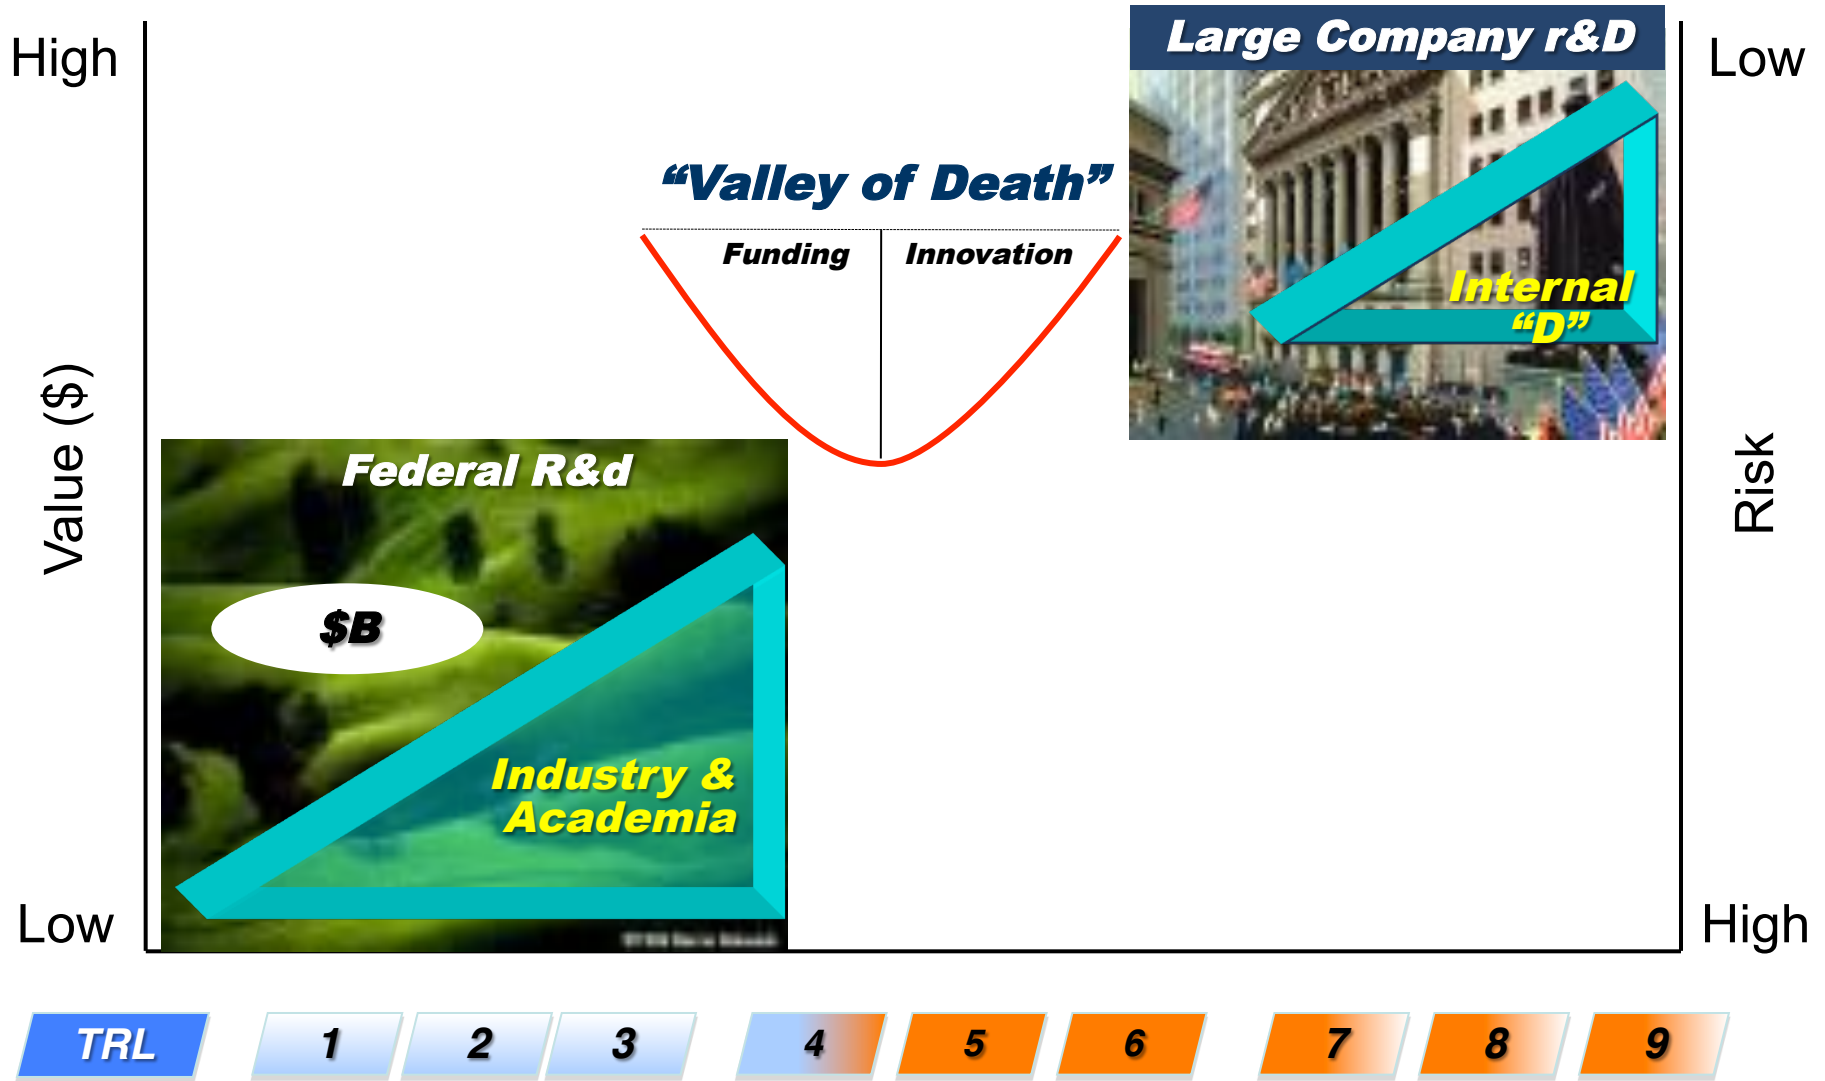 High
Large Company r&D
Low
“Valley of Death”
Funding
Innovation
Internal
“D”
Value ($)
Risk
Federal R&d
$B
Industry &
Academia
Low
High
TRL
1
2
3
4
5
6
7
8
9